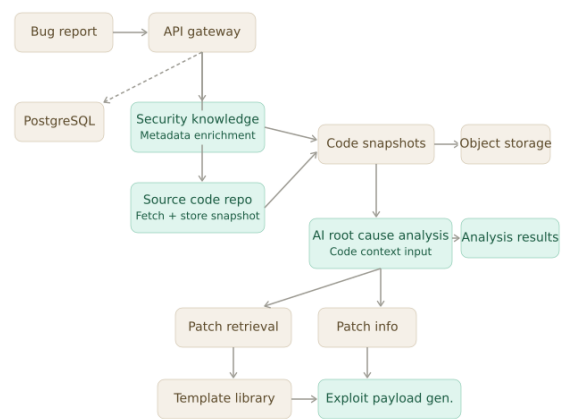 Bug report
API gateway
PostgreSQL
Security knowledge
Metadata enrichment
Code snapshots
Object storage
Source code repo
Fetch + store snapshot
AI root cause analysis
Code context input
Analysis results
Patch retrieval
Patch info
Template library
Exploit payload gen.